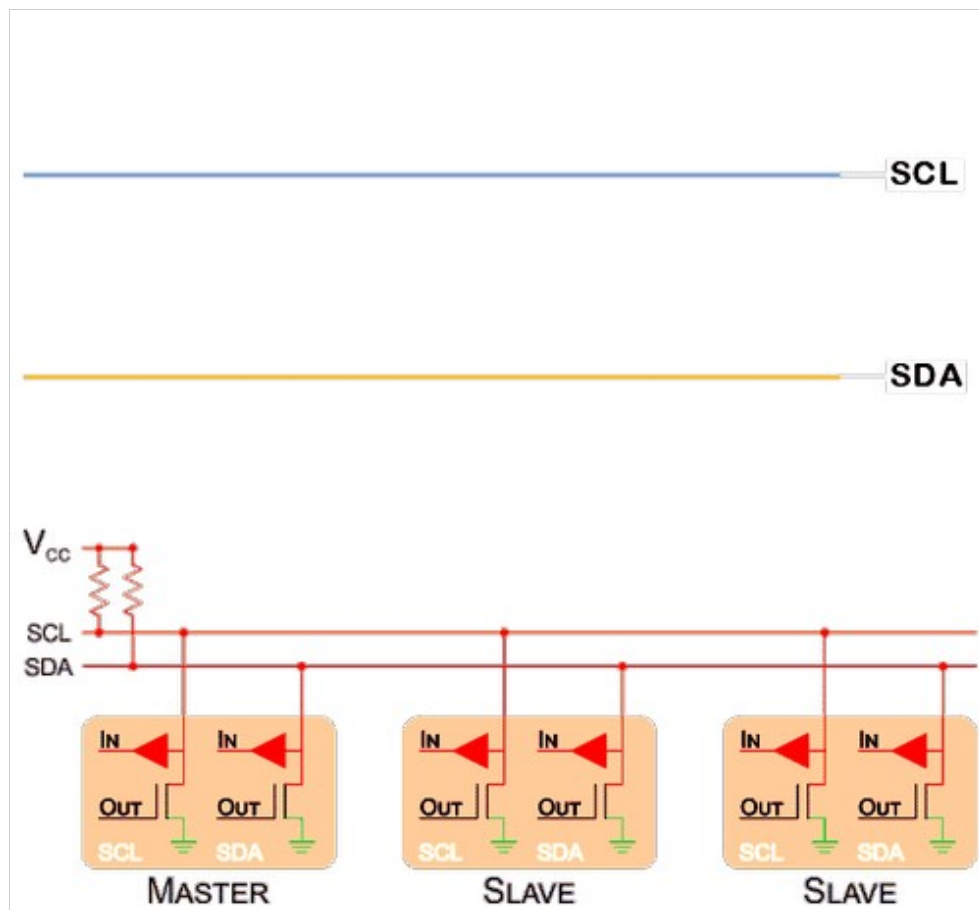 SCL
SDA
VCC
SCL
SDA
IN IN IN IN IN IN
OUT OUT OUT OUT OUT OUT
SCL SDA SCL SDA SCL SDA
MASTER SLAVE SLAVE